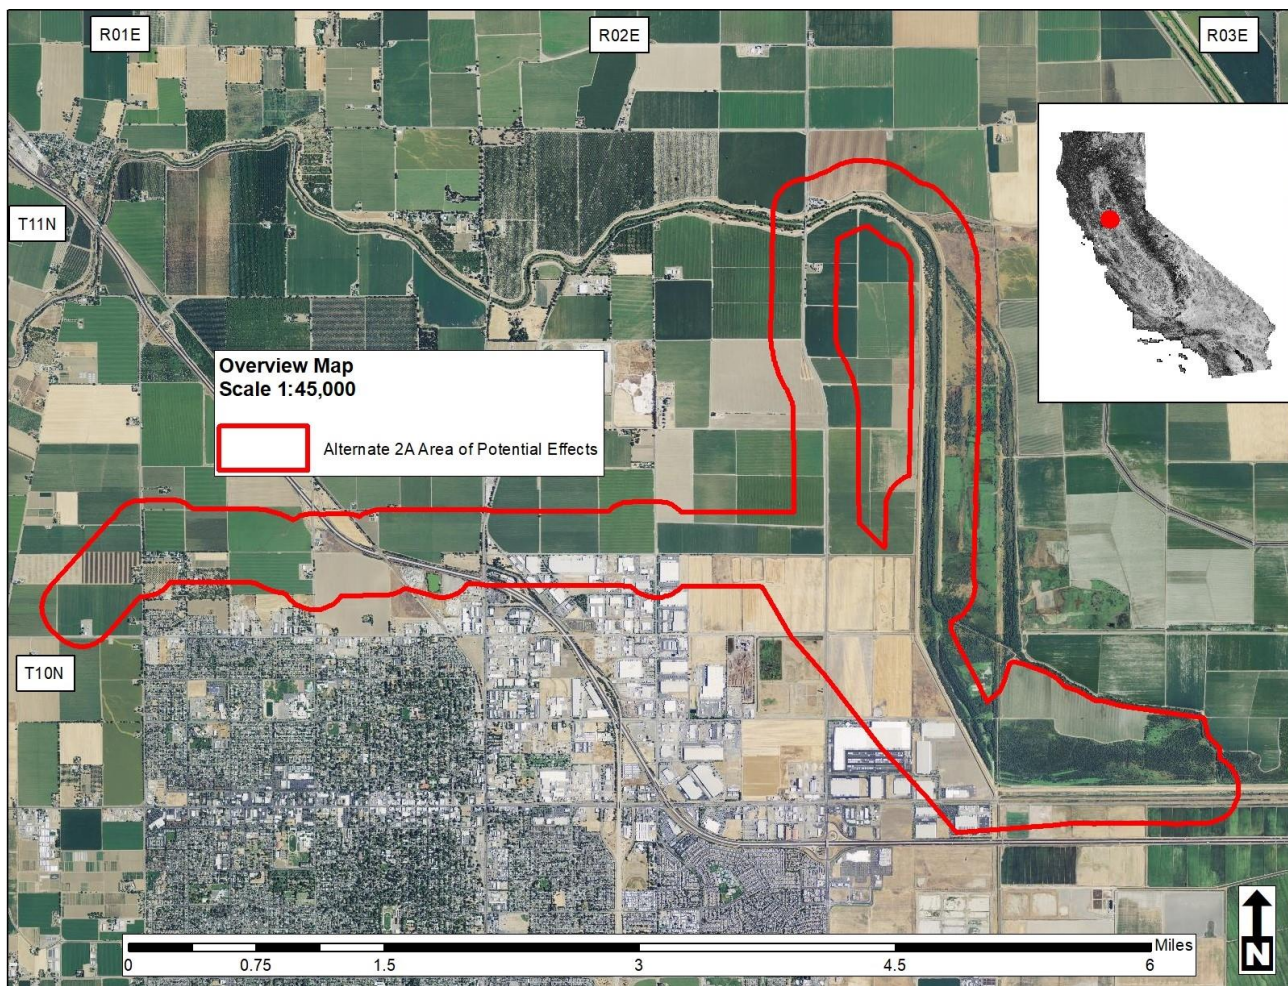 R01E
R02E
R03E
T11N
Overview Map
Scale 1:45,000
Alternate 2A Area of Potential Effects
T10N
N
Miles
0
0.75
1.5
3
4.5
6